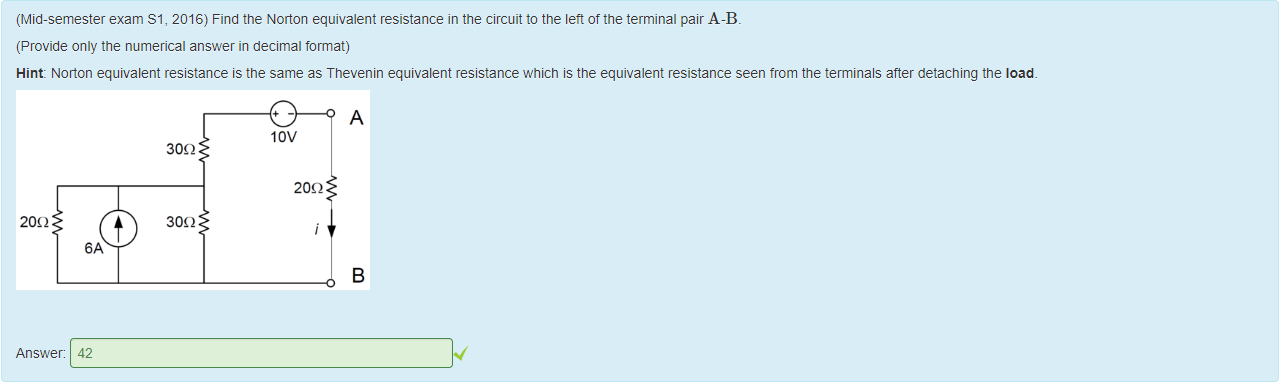 (Mid-semester exam S1, 2016) Find the Norton equivalent resistance in the circuit to the left of the terminal pair A-B.
(Provide only the numerical answer in decimal format)
Hint: Norton equivalent resistance is the same as Thevenin equivalent resistance which is the equivalent resistance seen from the terminals after detaching the load.
+ -
A
10V
30Ω
20Ω
20Ω
30Ω
i
6A
B
Answer: 42